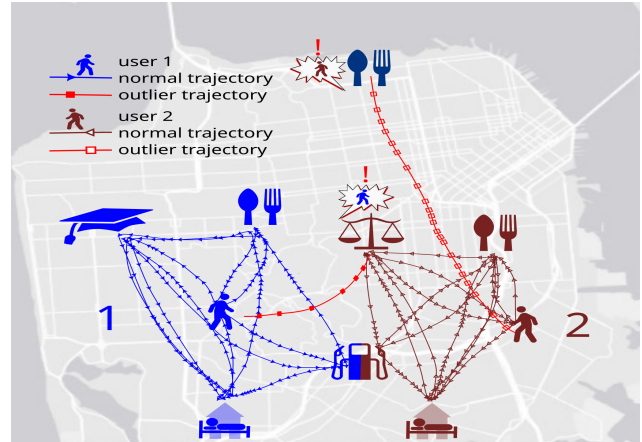 !
user 1
normal trajectory
outlier trajectory
user 2
normal trajectory
outlier trajectory
!
1
2